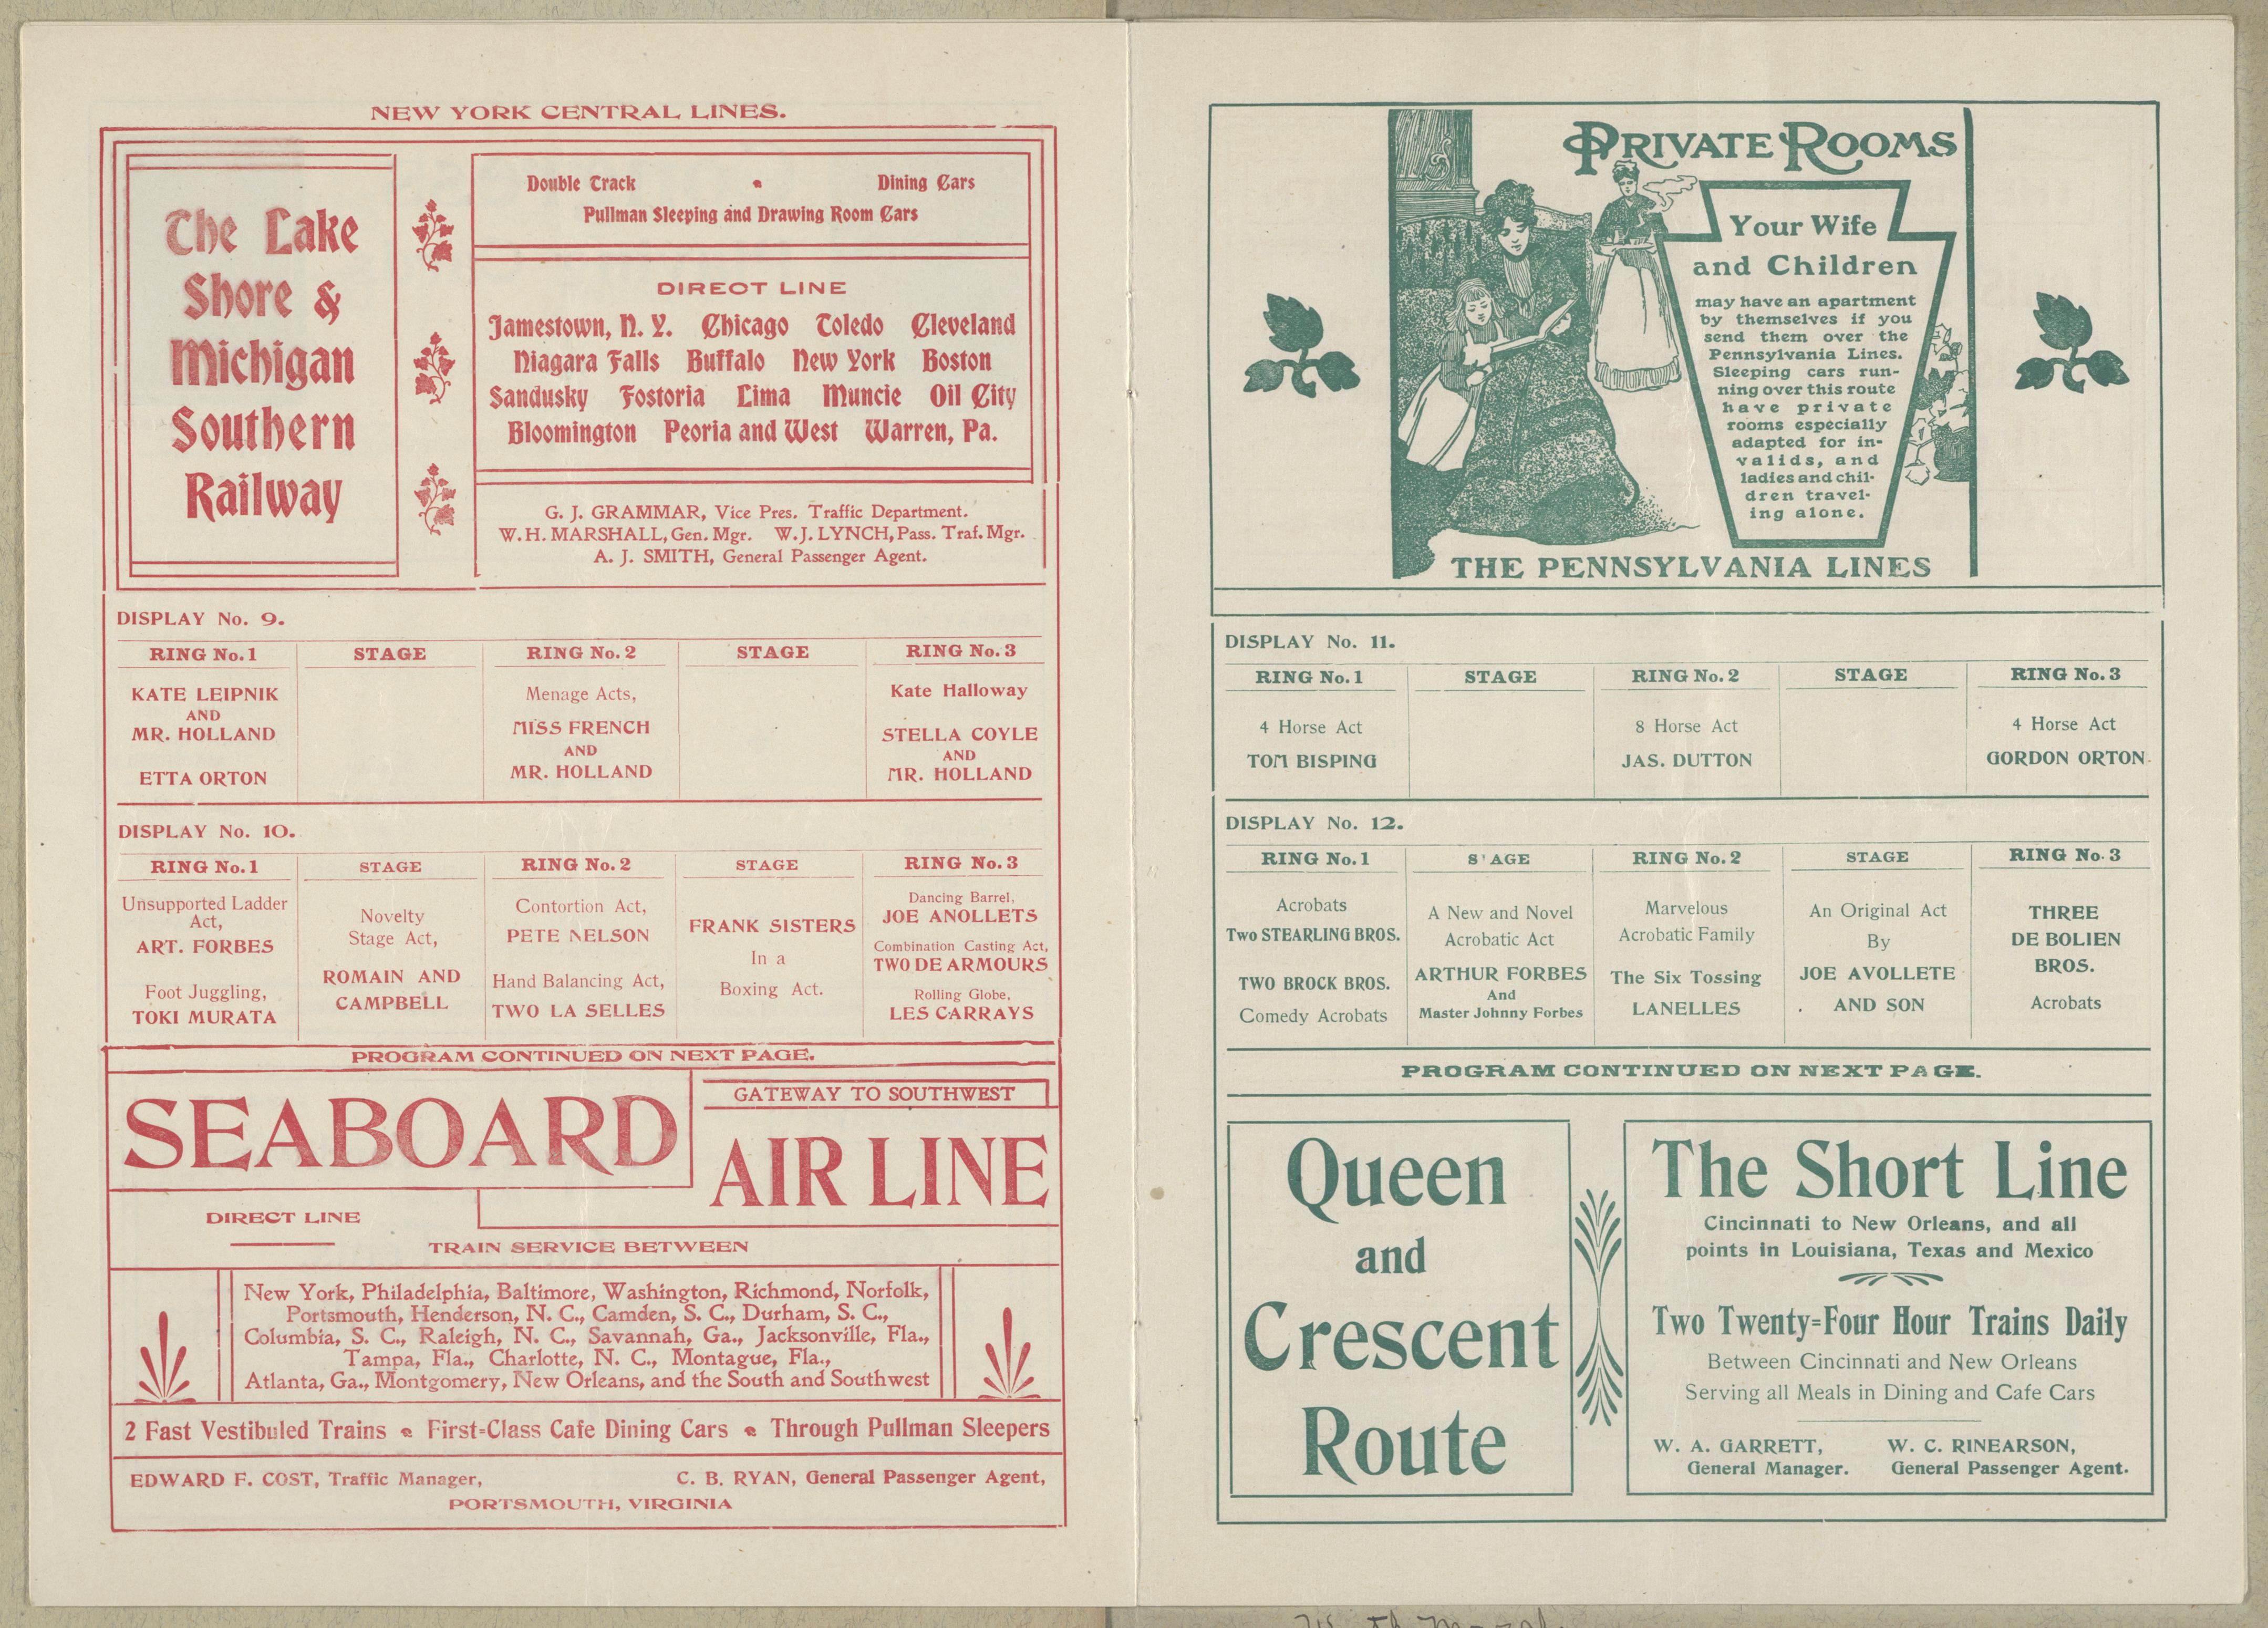 NEW YORK CENTRAL LINES.
The Lake
Shore &
Michigan
Southern
Railway
Double Track Dining Cars
Pullman Sleeping and Drawing Room Cars
DIRECT LINE
Jamestown, N. Y. Chicago Toledo Cleveland
Niagara Falls Buffalo New York Boston
Sandusky Fostoria Lima Muncie Oil City
Bloomington Peoria and West Warren, Pa.
G. J. GRAMMAR, Vice Pres. Traffic Department.
W. H. MARSHALL, Gen. Mgr. W. J. LYNCH, Pass. Traf. Mgr.
A. J. SMITH, General Passenger Agent.
DISPLAY No. 9.
RING No. 1
KATE LEIPNIK
AND
MR. HOLLAND
ETTA ORTON
STAGE
RING No. 2
Menage Acts,
MISS FRENCH
AND
MR. HOLLAND
STAGE
RING No. 3
Kate Halloway
STELLA COYLE
AND
MR. HOLLAND
DISPLAY No. 10.
RING No. 1
Unsupported Ladder
Act,
ART. FORBES
Foot Juggling,
TOKI MURATA
STAGE
Novelty
Stage Act,
ROMAIN AND
CAMPBELL
RING No. 2
Contortion Act,
PETE NELSON
Hand Balancing Act,
TWO LA SELLES
STAGE
FRANK SISTERS
In a
Boxing Act.
RING No. 3
Dancing Barrel,
JOE ANOLLETS
Combination Casting Act,
TWO DE ARMOURS
Rolling Globe,
LES CARRAYS
PROGRAM CONTINUED ON NEXT PAGE.
SEABOARD
GATEWAY TO SOUTHWEST
AIR LINE
DIRECT LINE
TRAIN SERVICE BETWEEN
New York, Philadelphia, Baltimore, Washington, Richmond, Norfolk,
Portsmouth, Henderson, N. C., Camden, S. C., Durham, S. C.,
Columbia, S. C., Raleigh, N. C., Savannah, Ga., Jacksonville, Fla.,
Tampa, Fla., Charlotte, N. C., Montague, Fla.,
Atlanta, Ga., Montgomery, New Orleans, and the South and Southwest
2 Fast Vestibuled Trains First=Class Cafe Dining Cars Through Pullman Sleepers
EDWARD F. COST, Traffic Manager, C. B. RYAN, General Passenger Agent,
PORTSMOUTH, VIRGINIA
PRIVATE ROOMS
Your Wife
and Children
may have an apartment
by themselves if you
send them over the
Pennsylvania Lines.
Sleeping cars run-
ning over this route
have private
rooms especially
adapted for in-
valids, and
ladies and chil-
dren travel-
ing alone.
THE PENNSYLVANIA LINES
DISPLAY No. 11.
RING No. 1
4 Horse Act
TOM BISPING
STAGE
RING No. 2
8 Horse Act
JAS. DUTTON
STAGE
RING No. 3
4 Horse Act
GORDON ORTON
DISPLAY No. 12.
RING No. 1
Acrobats
Two STEARLING BROS.
TWO BROCK BROS.
Comedy Acrobats
S'AGE
A New and Novel
Acrobatic Act
ARTHUR FORBES
And
Master Johnny Forbes
RING No. 2
Marvelous
Acrobatic Family
The Six Tossing
LANELLES
STAGE
An Original Act
By
JOE AVOLLETE
AND SON
RING No. 3
THREE
DE BOLIEN
BROS.
Acrobats
PROGRAM CONTINUED ON NEXT PAGE.
Queen
and
Crescent
Route
The Short Line
Cincinnati to New Orleans, and all
points in Louisiana, Texas and Mexico
Two Twenty=Four Hour Trains Daily
Between Cincinnati and New Orleans
Serving all Meals in Dining and Cafe Cars
W. A. GARRETT, W. C. RINEARSON,
General Manager. General Passenger Agent.